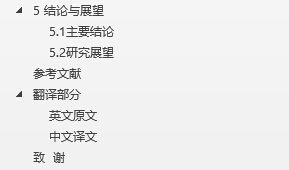 5 结论与展望
5.1主要结论
5.2研究展望
参考文献
翻译部分
英文原文
中文译文
致  谢